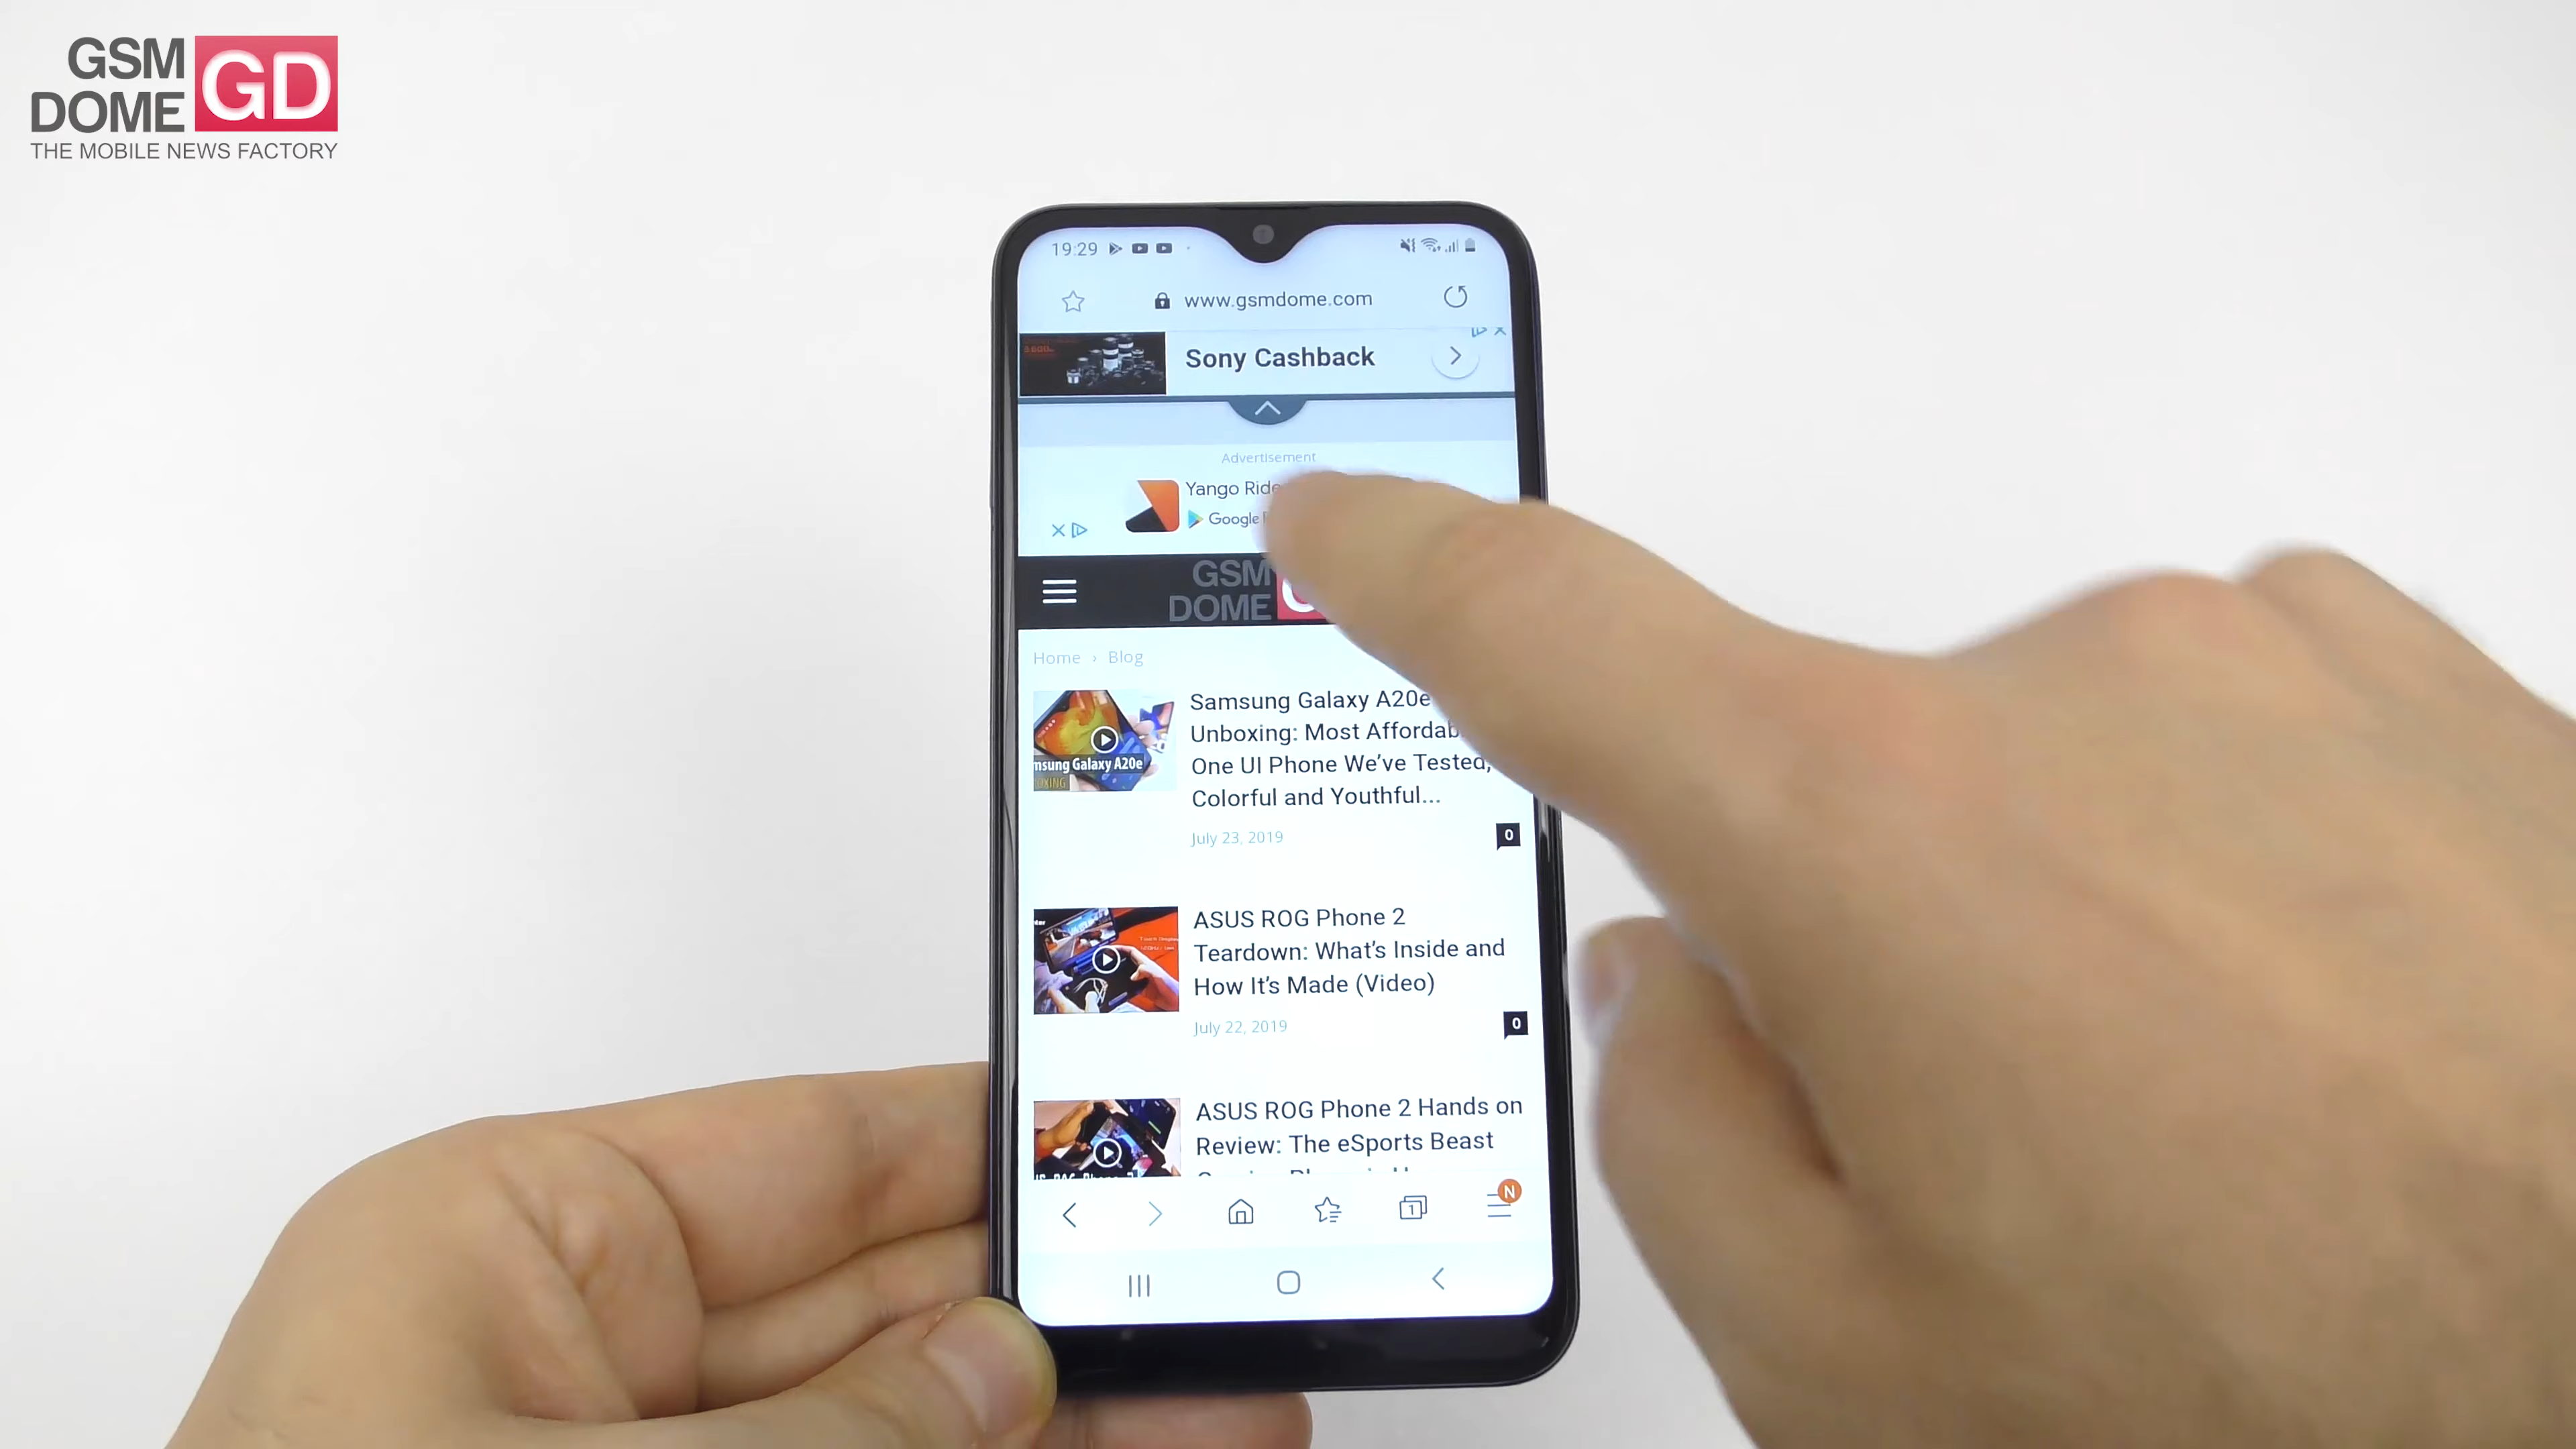 GSM
DOME
GD
THE MOBILE NEWS FACTORY
19:29
www.gsmdome.com
Sony Cashback
Advertisement
Yango Ride
Google
GSM
DOME
Home › Blog
Samsung Galaxy A20e
Unboxing: Most
One UI Phone We've Tested,
Colorful and Youthful...
July 23, 2019
0
Galaxy A20e
ASUS ROG Phone 2
Teardown: What's Inside and
How It's Made (Video)
July 22, 2019
0
ASUS ROG Phone 2 Hands on
Review: The eSports Beast
N
1